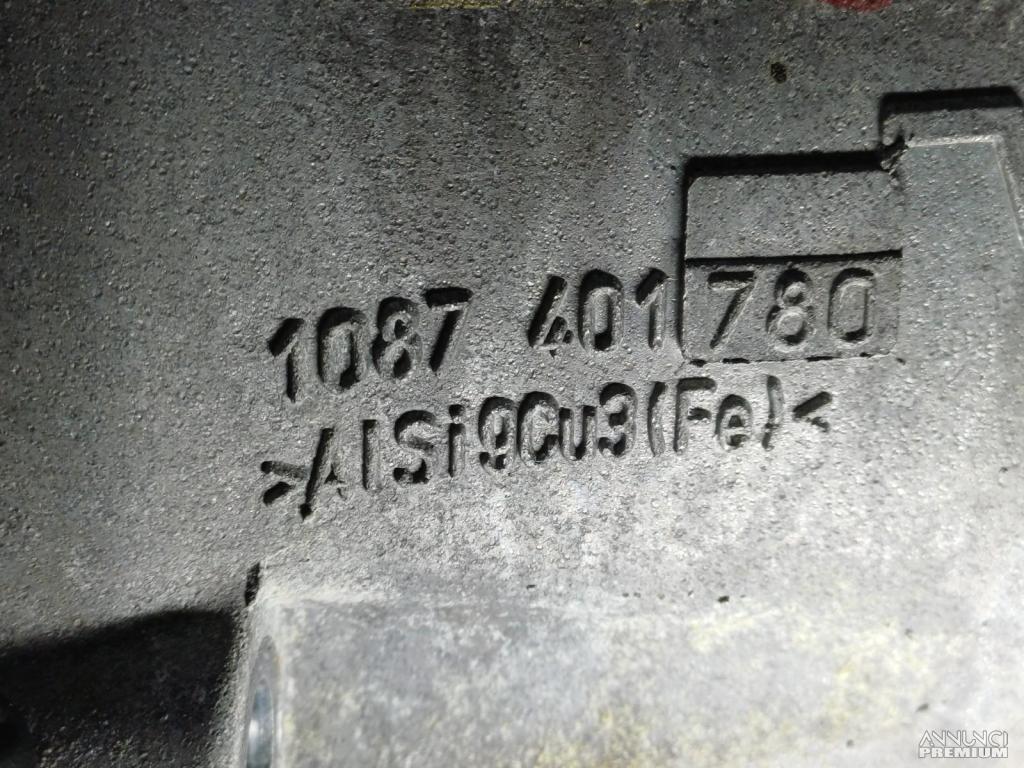 1087 401 780
>AlSi9Cu3(Fe)<
ANNUNCI
PREMIUM